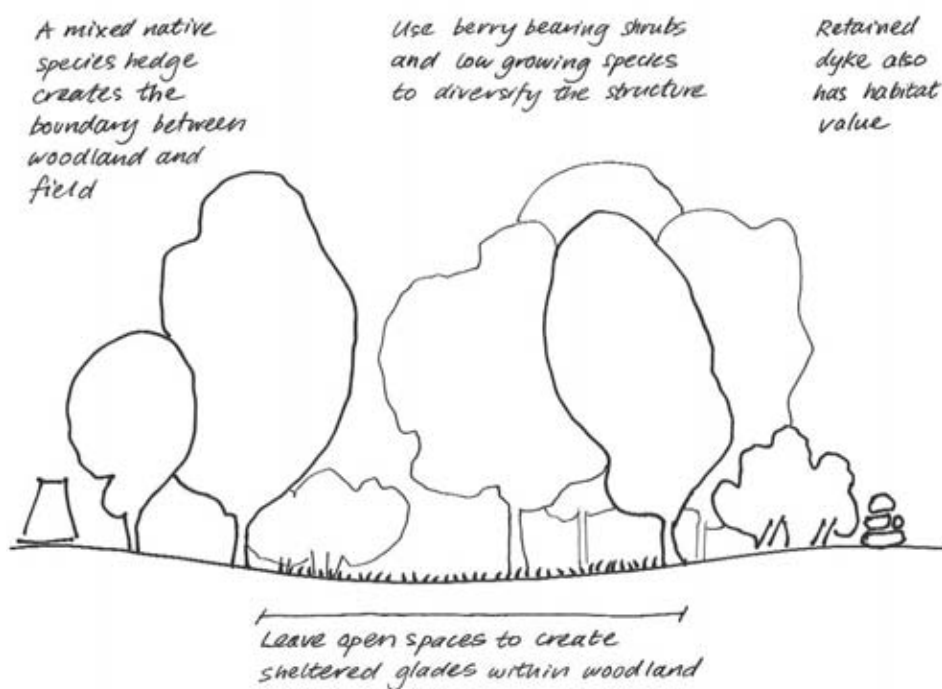 A mixed native
species hedge
creates the
boundary between
woodland and
field
Use berry bearing shrubs
and low growing species
to diversify the structure
Retained
dyke also
has habitat
value
Leave open spaces to create
sheltered glades within woodland